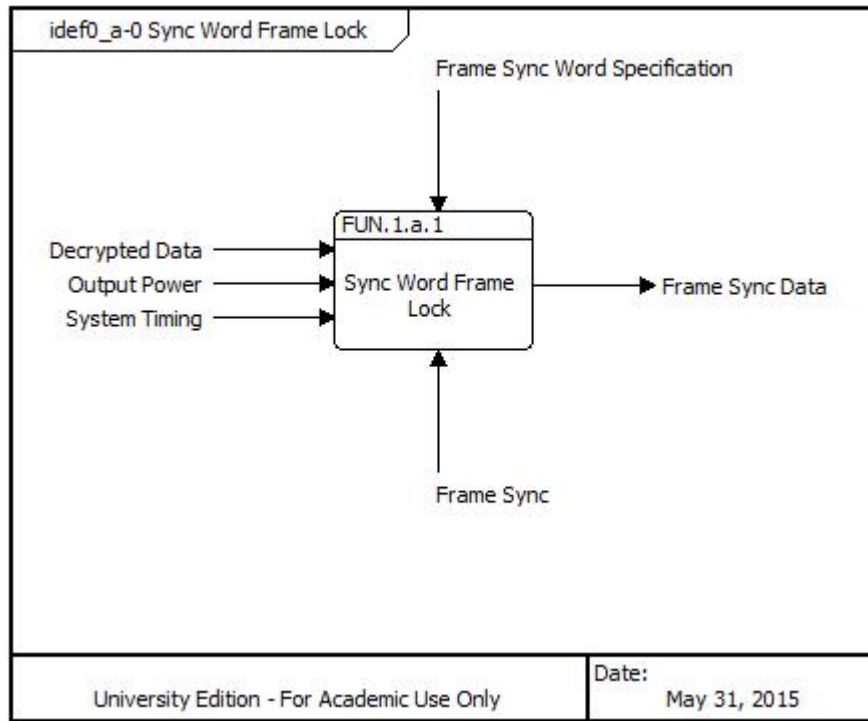 idef0_a-0 Sync Word Frame Lock
Frame Sync Word Specification
FUN.1.a.1
Decrypted Data
Output Power
System Timing
Sync Word Frame
Lock
Frame Sync Data
Frame Sync
University Edition - For Academic Use Only
Date:
May 31, 2015